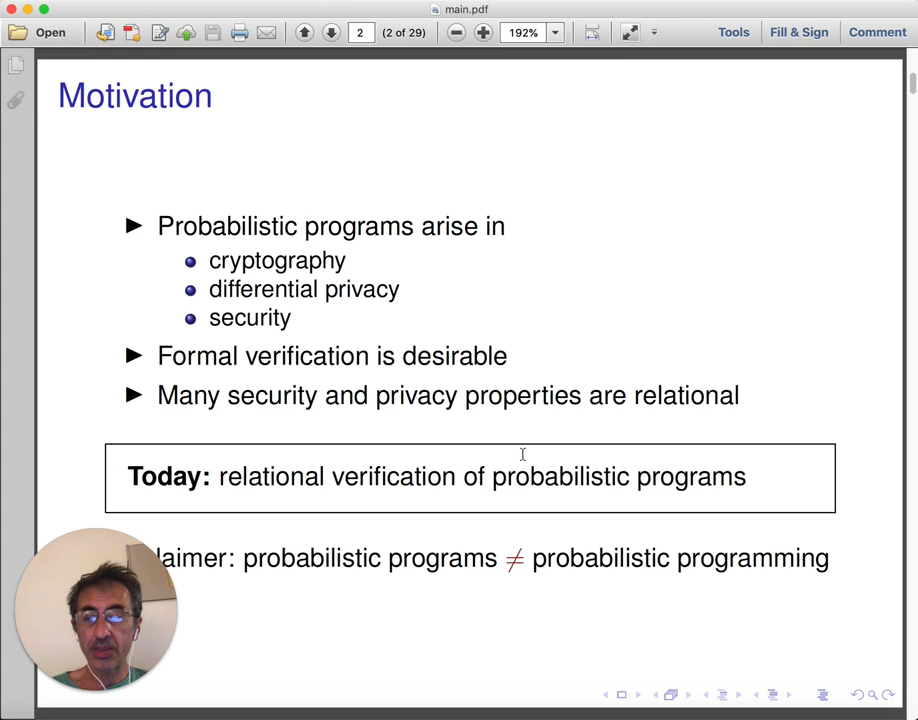 main.pdf
Open 2 (2 of 29) 192% Tools Fill & Sign Comment
Motivation
Probabilistic programs arise in
cryptography
differential privacy
security
Formal verification is desirable
Many security and privacy properties are relational
Today: relational verification of probabilistic programs
laimer: probabilistic programs ≠ probabilistic programming